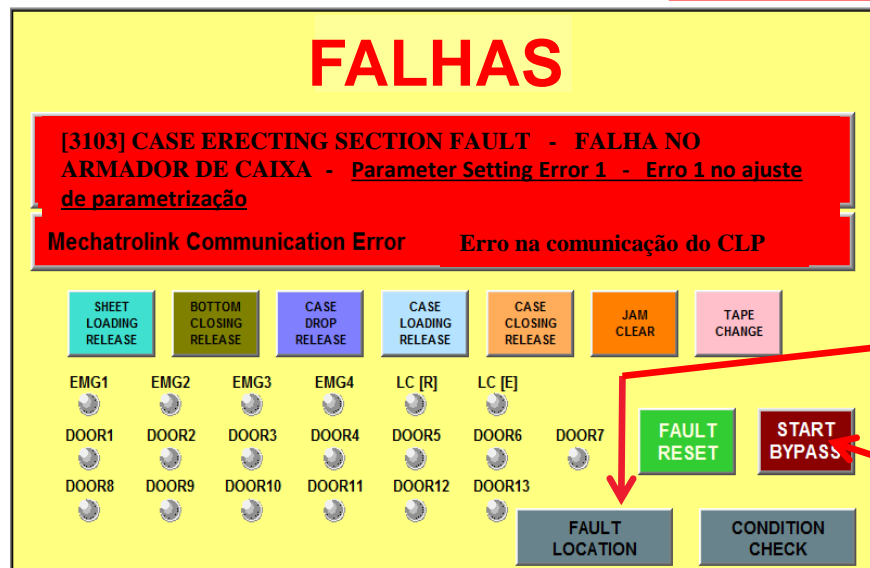 FALHAS
[3103] CASE ERECTING SECTION FAULT - FALHA NO
ARMADOR DE CAIXA - Parameter Setting Error 1 - Erro 1 no ajuste
de parametrização
Mechatrolink Communication Error Erro na comunicação do CLP
SHEET LOADING RELEASE
BOTTOM CLOSING RELEASE
CASE DROP RELEASE
CASE LOADING RELEASE
CASE CLOSING RELEASE
JAM CLEAR
TAPE CHANGE
EMG1 EMG2 EMG3 EMG4 LC [R] LC [E]
DOOR1 DOOR2 DOOR3 DOOR4 DOOR5 DOOR6 DOOR7
DOOR8 DOOR9 DOOR10 DOOR11 DOOR12 DOOR13
FAULT
RESET
START
BYPASS
FAULT
LOCATION
CONDITION
CHECK